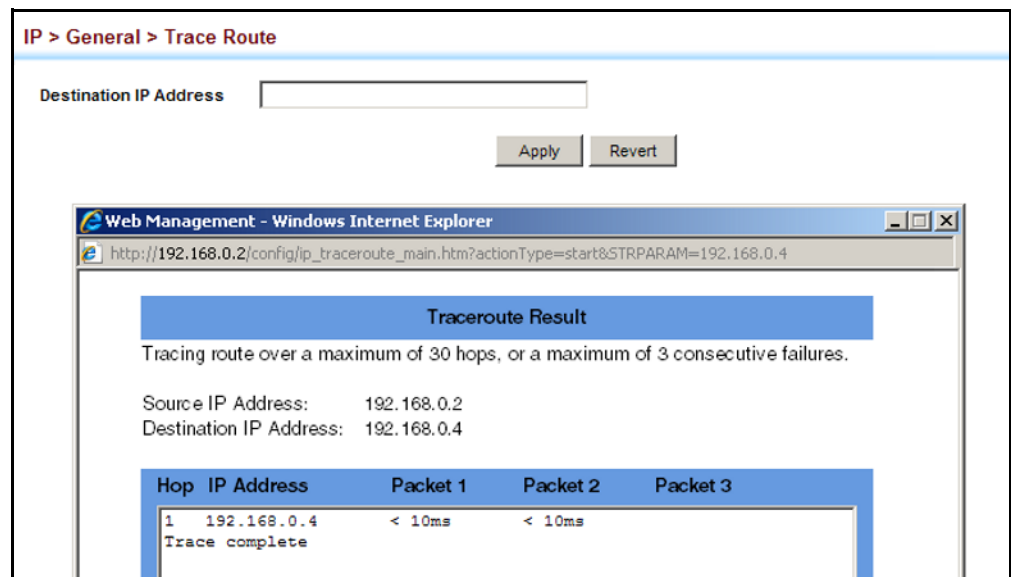 IP > General > Trace Route
Destination IP Address
Apply Revert
Web Management - Windows Internet Explorer
http://192.168.0.2/config/ip_traceroute_main.htm?actionType=start&STRPARAM=192.168.0.4
Traceroute Result
Tracing route over a maximum of 30 hops, or a maximum of 3 consecutive failures.
Source IP Address: 192.168.0.2
Destination IP Address: 192.168.0.4
Hop IP Address Packet 1 Packet 2 Packet 3
1 192.168.0.4 < 10ms < 10ms
Trace complete